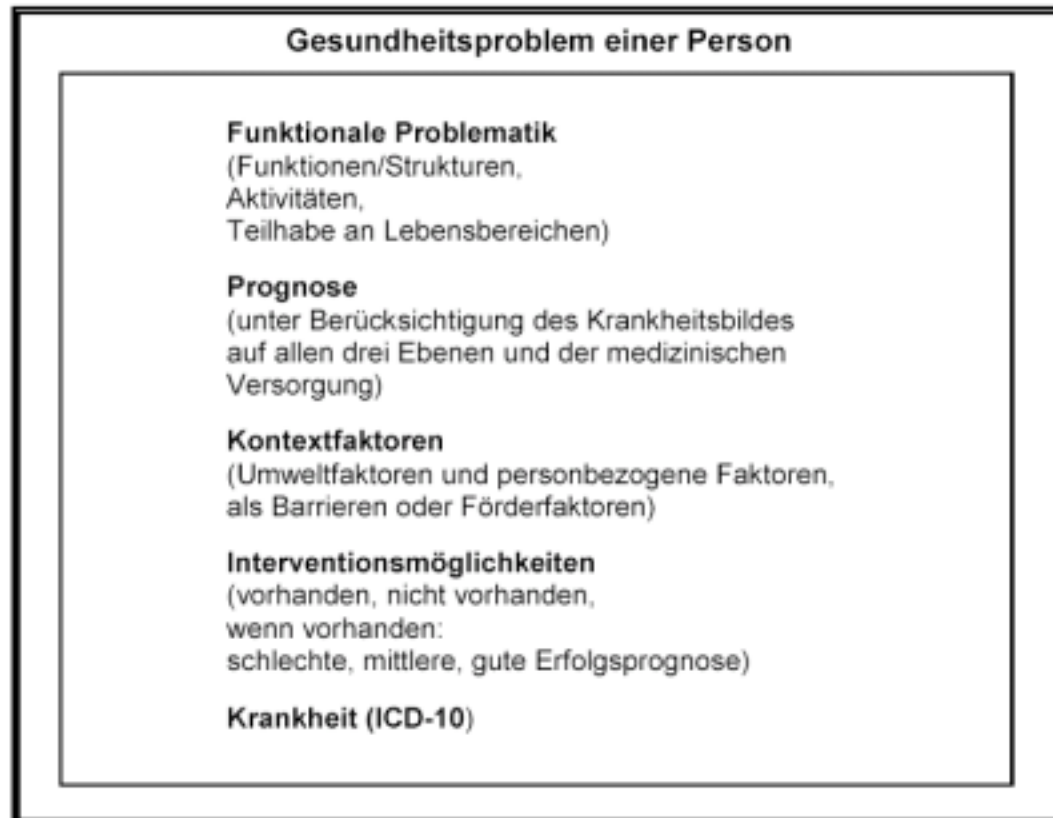 Gesundheitsproblem einer Person
Funktionale Problematik
(Funktionen/Strukturen,
Aktivitäten,
Teilhabe an Lebensbereichen)
Prognose
(unter Berücksichtigung des Krankheitsbildes
auf allen drei Ebenen und der medizinischen
Versorgung)
Kontextfaktoren
(Umweltfaktoren und personbezogene Faktoren,
als Barrieren oder Förderfaktoren)
Interventionsmöglichkeiten
(vorhanden, nicht vorhanden,
wenn vorhanden:
schlechte, mittlere, gute Erfolgsprognose)
Krankheit (ICD-10)